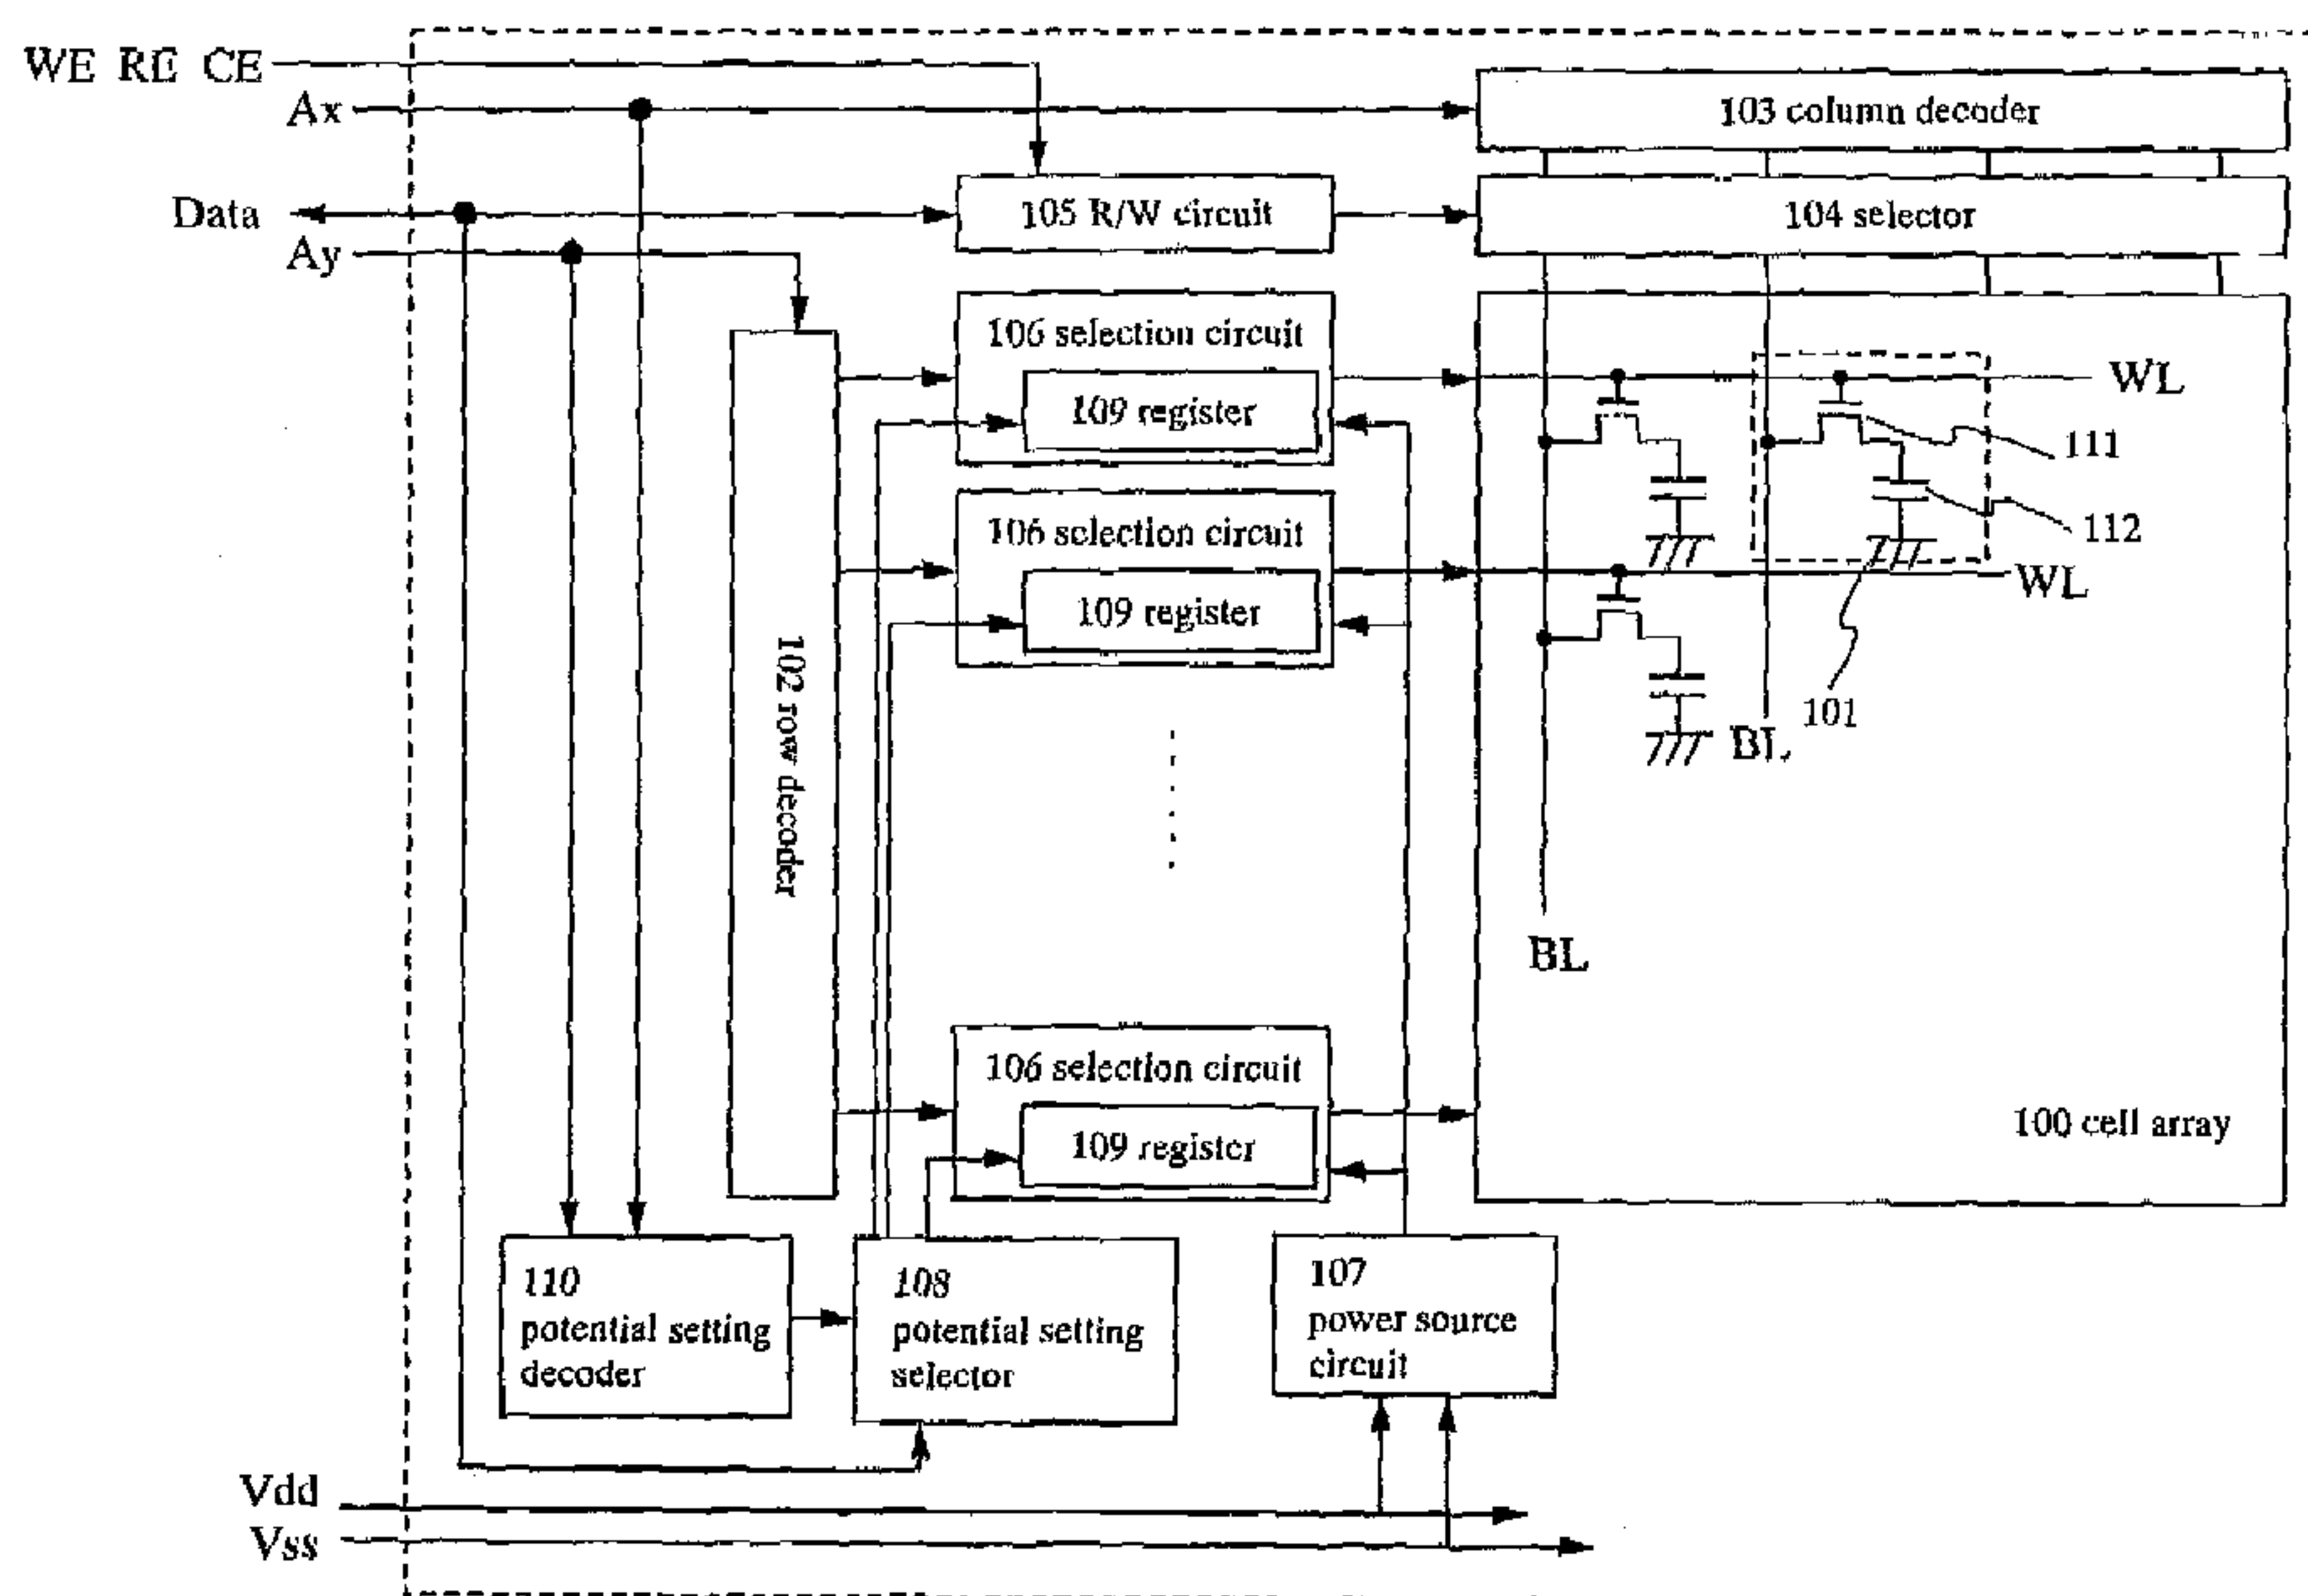 WE RE CE
Ax
103 column decoder
Data
105 R/W circuit
104 selector
Ay
106 selection circuit
109 register
WL
111
112
106 selection circuit
109 register
WL
101
BL
102 row decoder
BL
106 selection circuit
109 register
100 cell array
110
potential setting
decoder
108
potential setting
selector
107
power source
circuit
Vdd
Vss